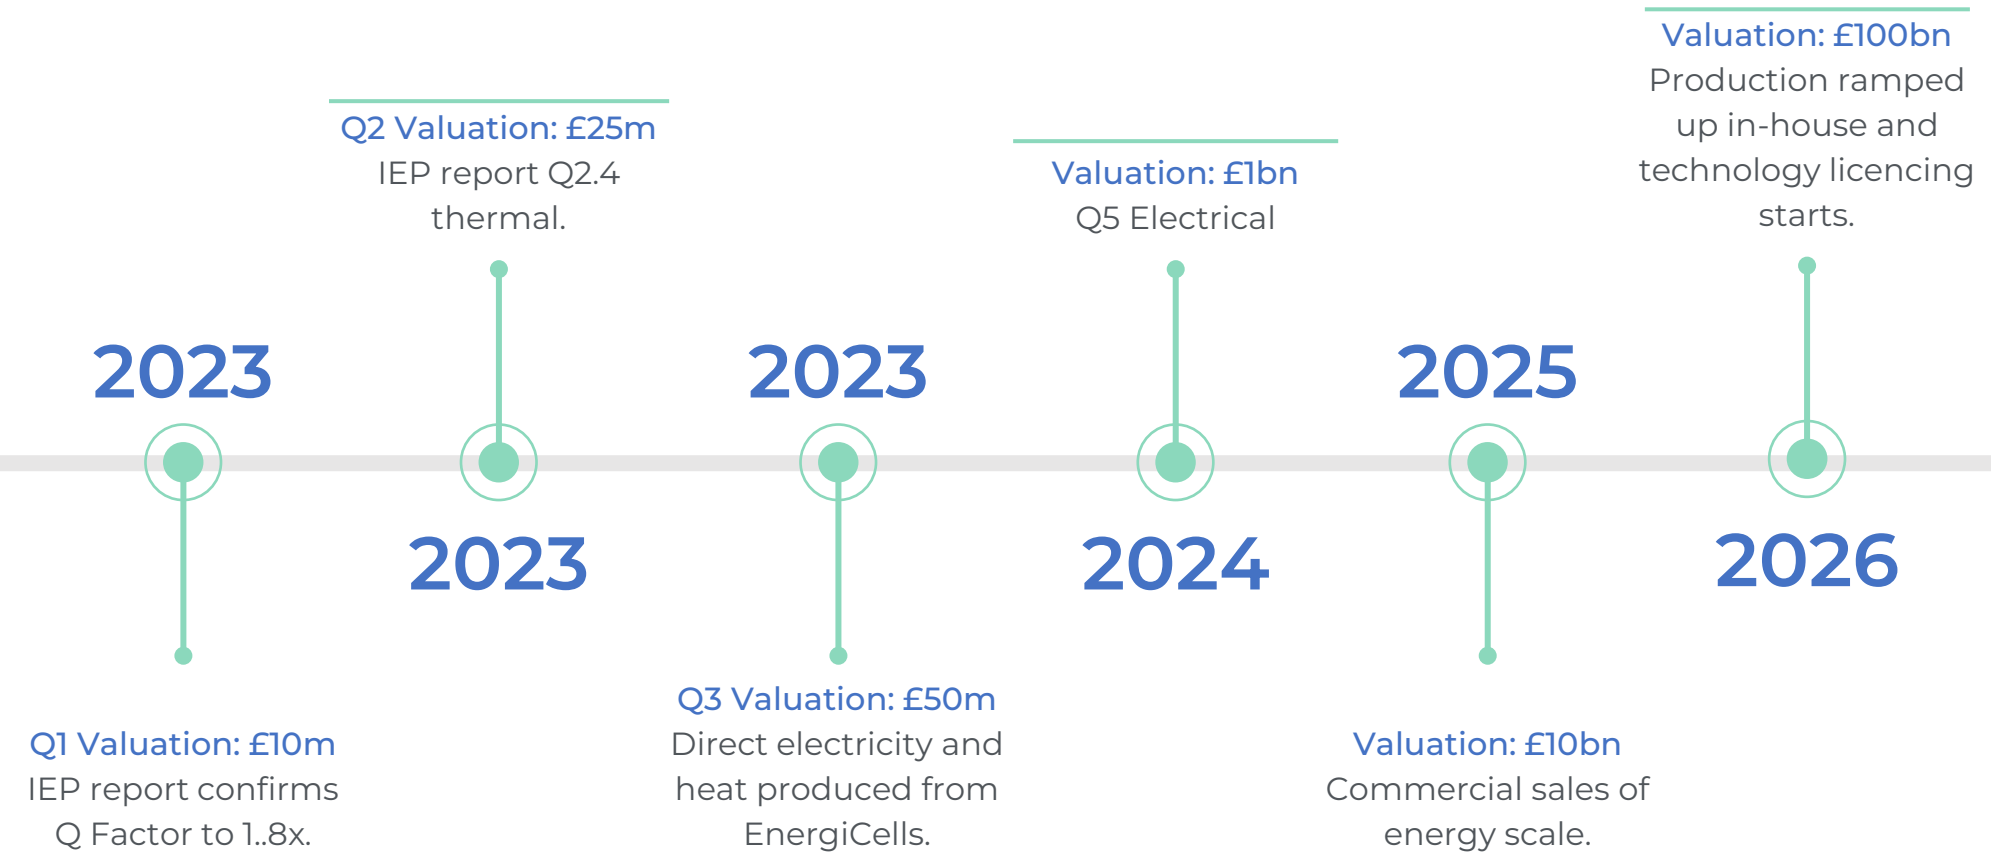 2023
Q1 Valuation: £10m
IEP report confirms
Q Factor to 1..8x.
Q2 Valuation: £25m
IEP report Q2.4
thermal.
2023
2023
Q3 Valuation: £50m
Direct electricity and
heat produced from
EnergiCells.
Valuation: £1bn
Q5 Electrical
2024
2025
Valuation: £10bn
Commercial sales of
energy scale.
Valuation: £100bn
Production ramped
up in-house and
technology licencing
starts.
2026